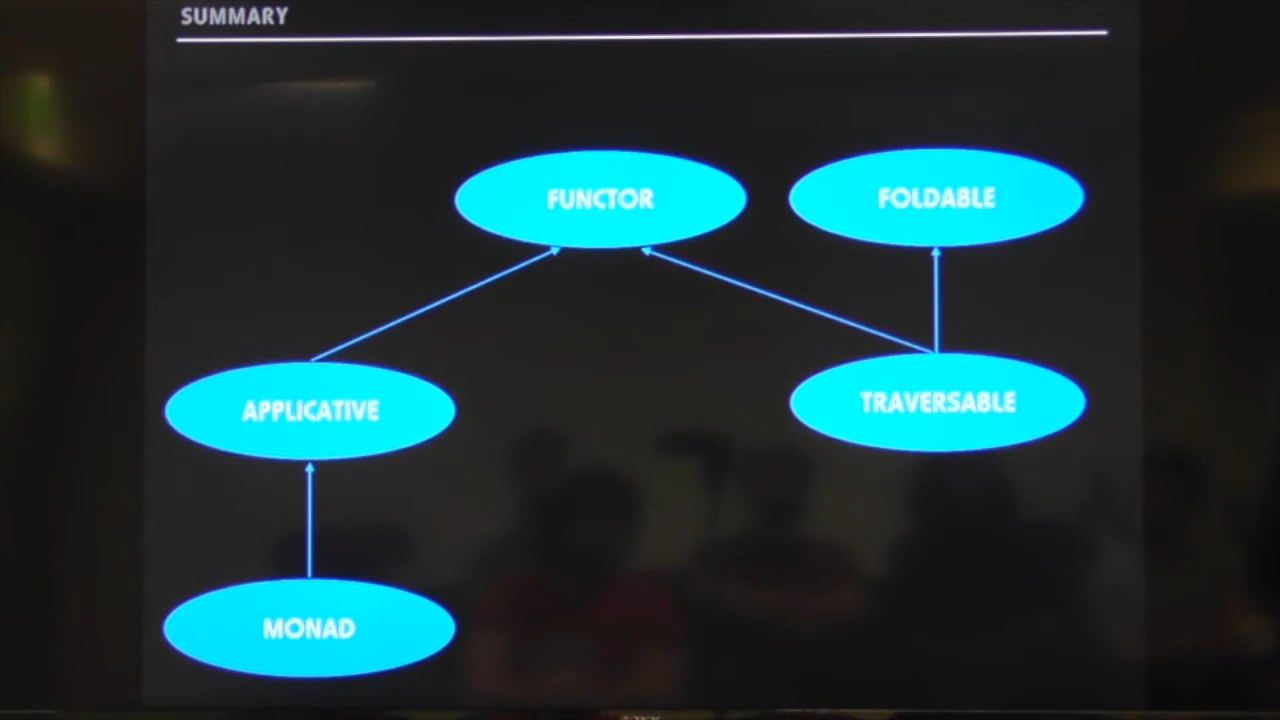 SUMMARY
FUNCTOR
FOLDABLE
APPLICATIVE
TRAVERSABLE
MONAD